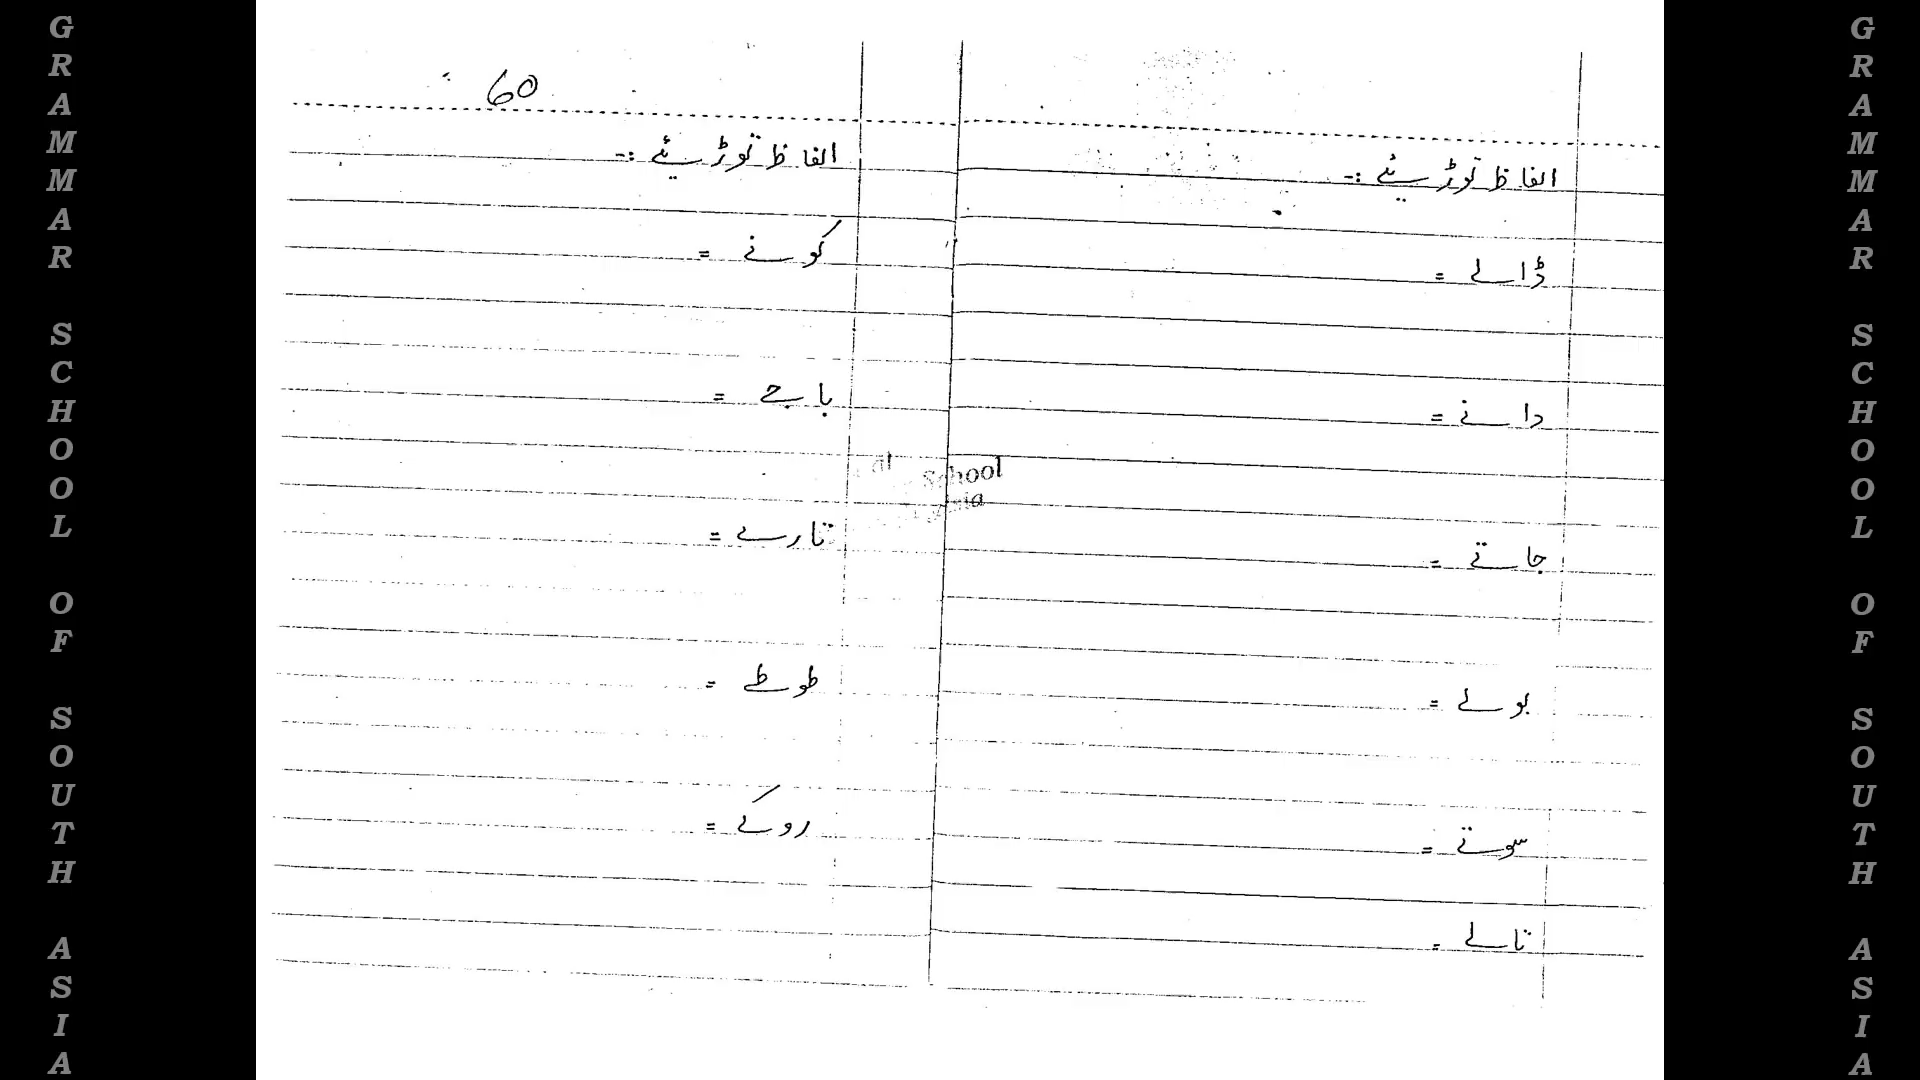 GRAMMAR SCHOOL OF SOUTH ASIA
60
الفاظ توڑیئے :-
ڈالے =
دانے =
جاتے =
بولے =
سوتے =
تالے =
الفاظ توڑیئے :-
کونے =
باجے =
تارے =
طوطے =
روکے =
School
GRAMMAR SCHOOL OF SOUTH ASIA